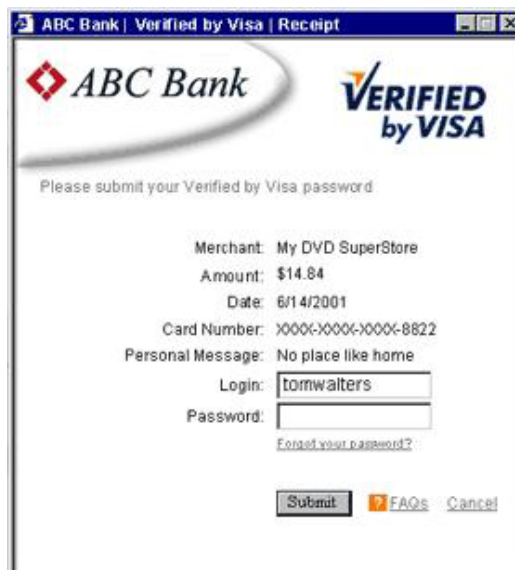 ABC Bank | Verified by Visa | Receipt
ABC Bank
VERIFIED
by VISA
Please submit your Verified by Visa password
Merchant: My DVD SuperStore
Amount: $14.84
Date: 6/14/2001
Card Number: XXXX-XXXX-XXXX-8822
Personal Message: No place like home
Login: tomwalters
Password:
Forgot your password?
Submit ? FAQs Cancel